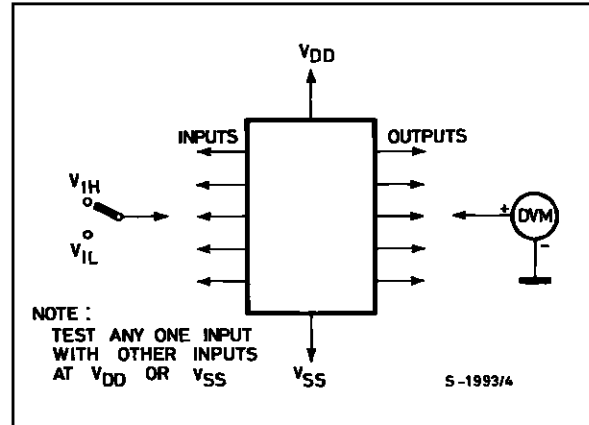 VDD
INPUTS
OUTPUTS
VIH
VIL
+
DVM
-
NOTE :
TEST ANY ONE INPUT
WITH OTHER INPUTS
AT VDD OR VSS
VSS
S-1993/4